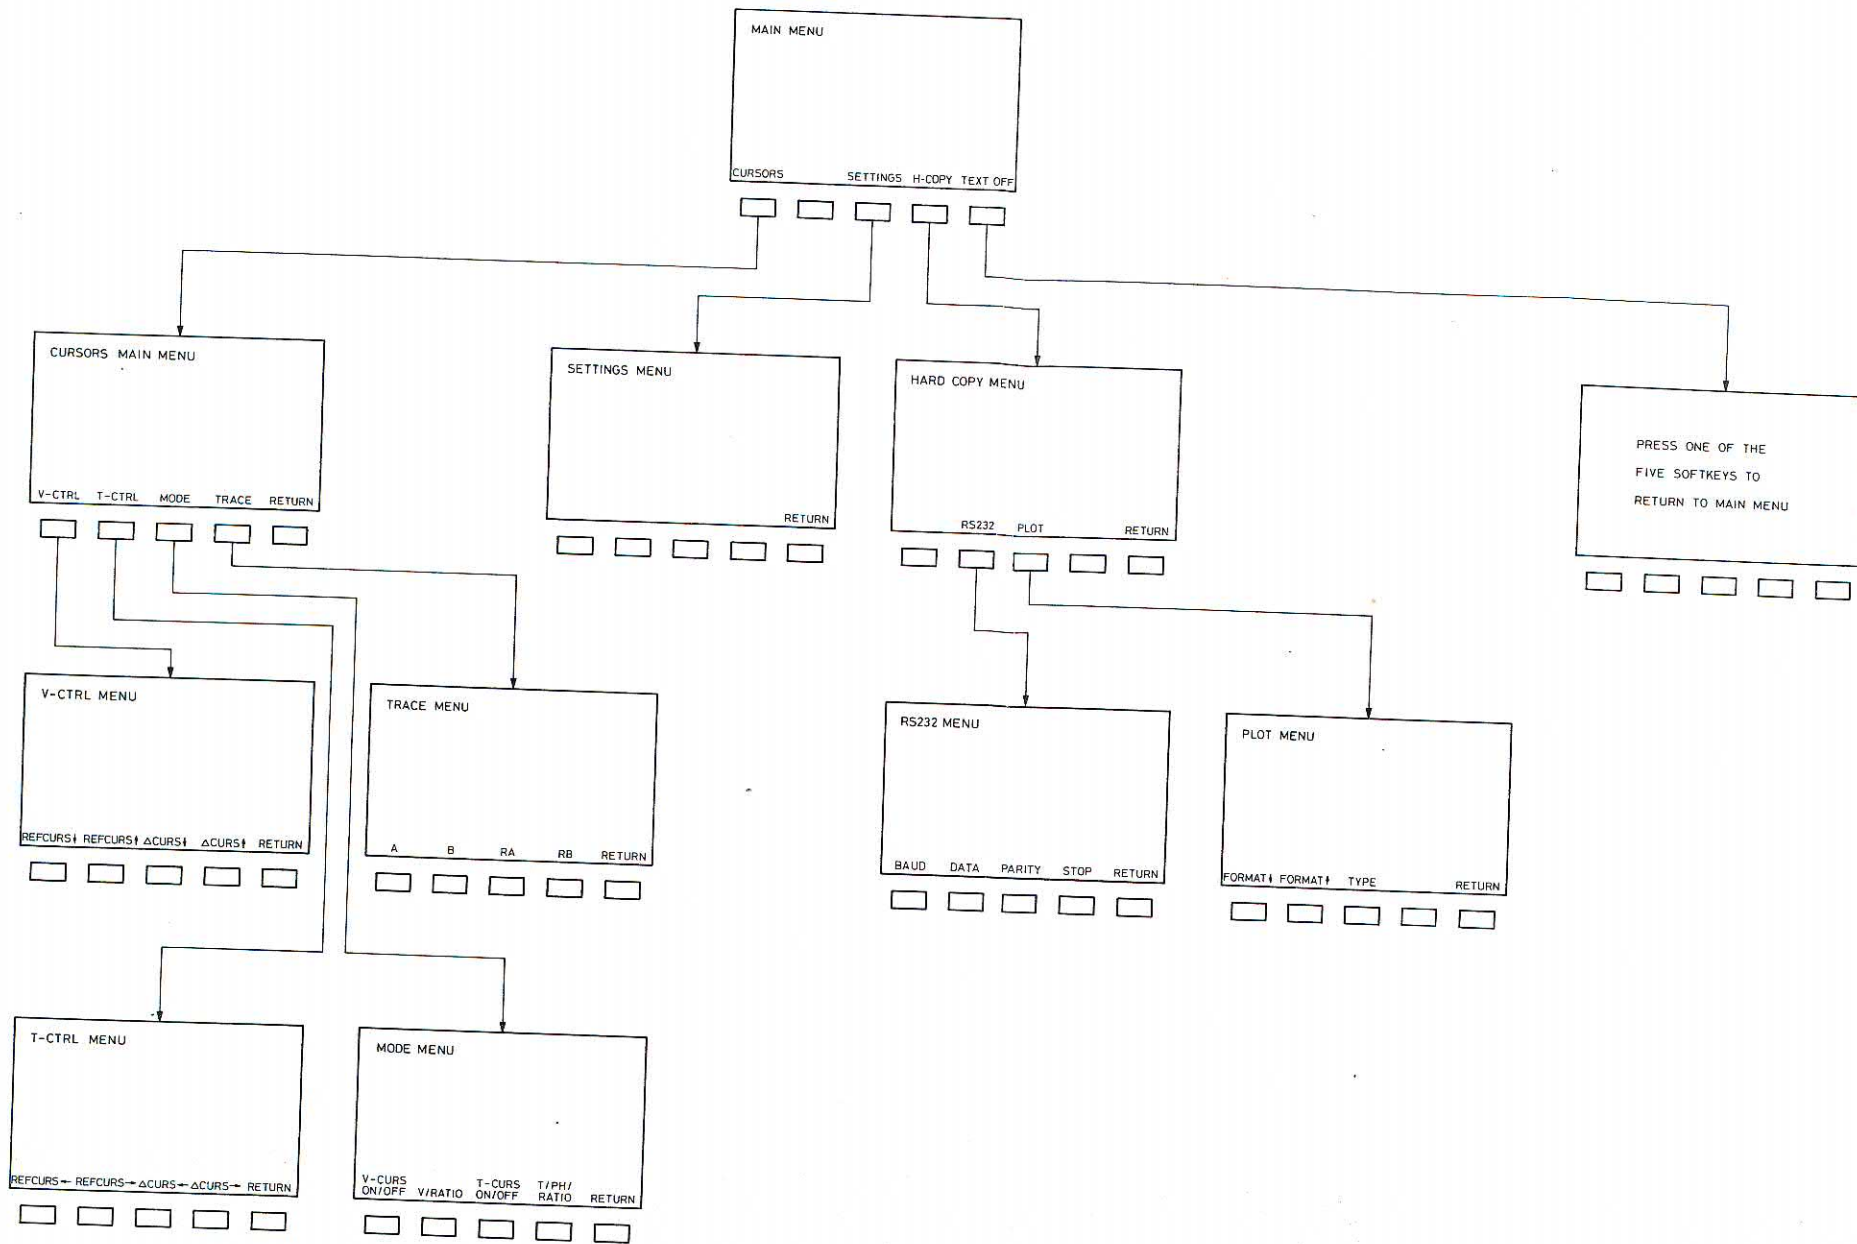 MAIN MENU
CURSORS SETTINGS H-COPY TEXT OFF
CURSORS MAIN MENU
V-CTRL T-CTRL MODE TRACE RETURN
SETTINGS MENU
RETURN
HARD COPY MENU
RS232 PLOT RETURN
PRESS ONE OF THE
FIVE SOFTKEYS TO
RETURN TO MAIN MENU
V-CTRL MENU
REFCURS↓ REFCURS↑ ΔCURS↓ ΔCURS↑ RETURN
TRACE MENU
A B RA RB RETURN
RS232 MENU
BAUD DATA PARITY STOP RETURN
PLOT MENU
FORMAT↓ FORMAT↑ TYPE RETURN
T-CTRL MENU
REFCURS← REFCURS→ ΔCURS← ΔCURS→ RETURN
MODE MENU
V-CURS T-CURS T/PH/
ON/OFF V/RATIO ON/OFF RATIO RETURN